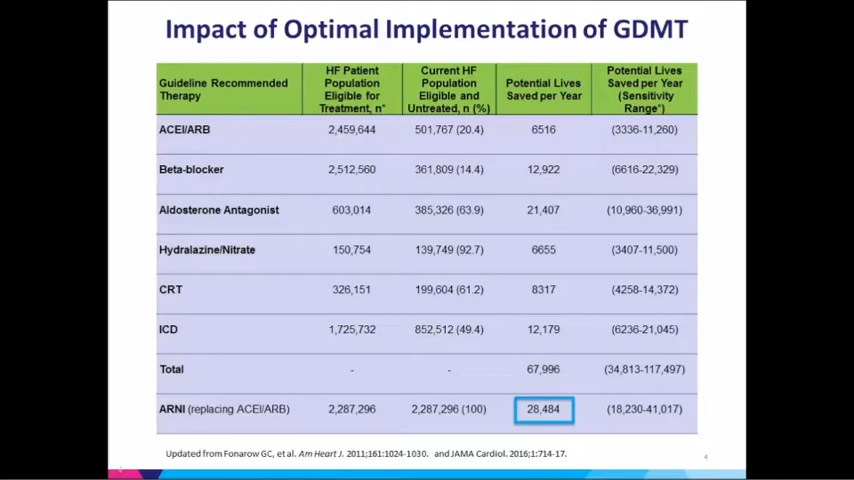 Impact of Optimal Implementation of GDMT
Guideline Recommended Therapy | HF Patient Population Eligible for Treatment, n* | Current HF Population Eligible and Untreated, n (%) | Potential Lives Saved per Year | Potential Lives Saved per Year (Sensitivity Range*)
ACEI/ARB 2,459,644 501,767 (20.4) 6516 (3336-11,260)
Beta-blocker 2,512,560 361,809 (14.4) 12,922 (6616-22,329)
Aldosterone Antagonist 603,014 385,326 (63.9) 21,407 (10,960-36,991)
Hydralazine/Nitrate 150,754 139,749 (92.7) 6655 (3407-11,500)
CRT 326,151 199,604 (61.2) 8317 (4258-14,372)
ICD 1,725,732 852,512 (49.4) 12,179 (6236-21,045)
Total - - 67,996 (34,813-117,497)
ARNI (replacing ACEI/ARB) 2,287,296 2,287,296 (100) 28,484 (18,230-41,017)
Updated from Fonarow GC, et al. Am Heart J. 2011;161:1024-1030. and JAMA Cardiol. 2016;1:714-17.
4
4